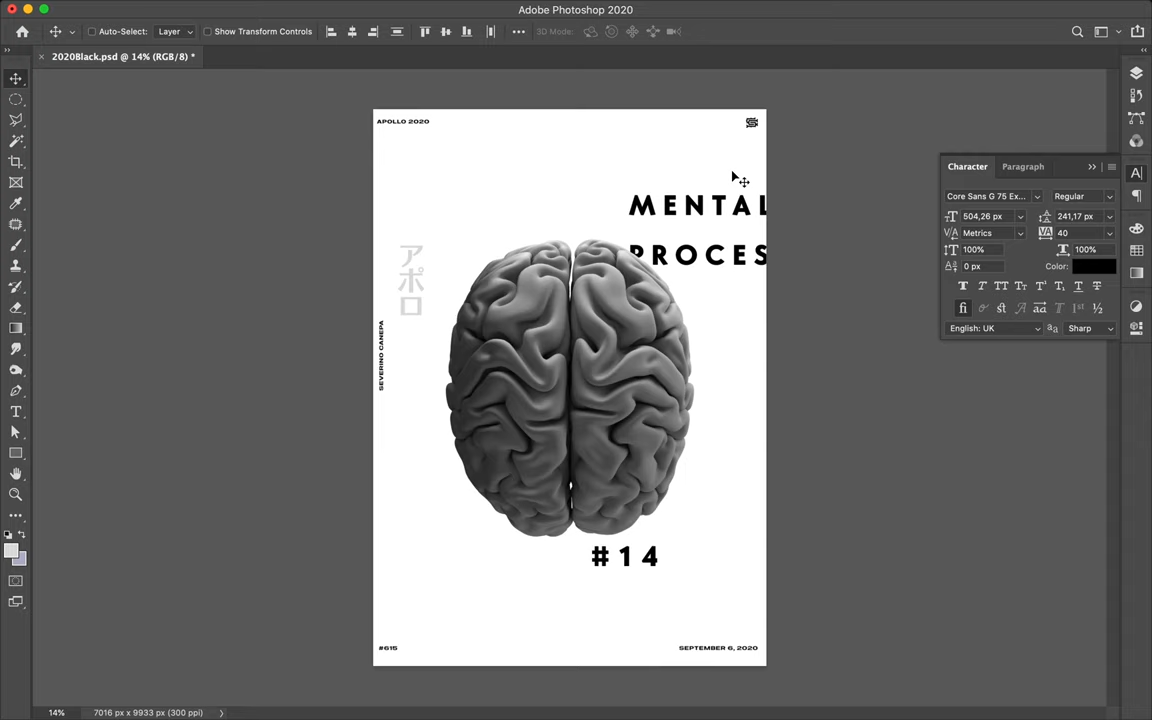 Adobe Photoshop 2020
Auto-Select:
Layer
Show Transform Controls
3D Mode:
2020Black.psd @ 14% (RGB/8) *
APOLLO 2020
MENTAL
PROCES
アポロ
SEVERINO CANEPA
#14
#615
SEPTEMBER 6, 2020
Character
Paragraph
Core Sans G 75 Ex...
Regular
504,26 px
241,17 px
Metrics
40
100%
100%
0 px
Color:
English: UK
Sharp
14%
7016 px x 9933 px (300 ppi)